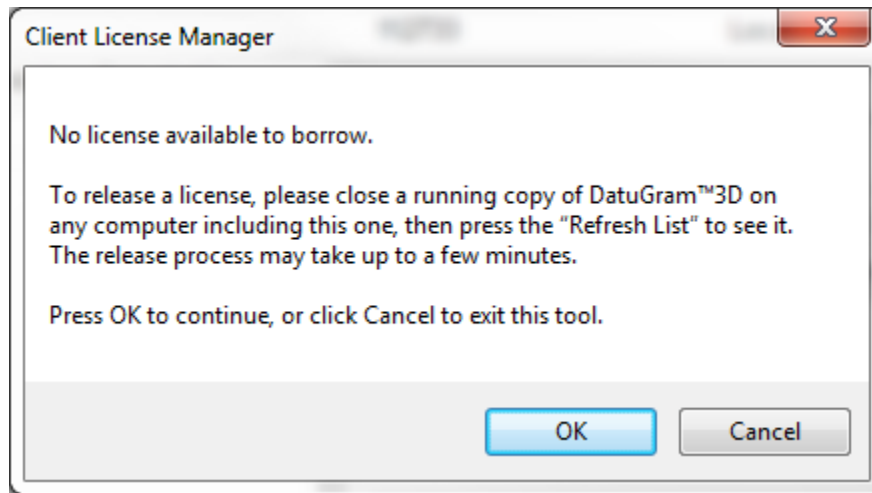 Client License Manager
No license available to borrow.
To release a license, please close a running copy of DatuGram™3D on
any computer including this one, then press the “Refresh List” to see it.
The release process may take up to a few minutes.
Press OK to continue, or click Cancel to exit this tool.
OK
Cancel